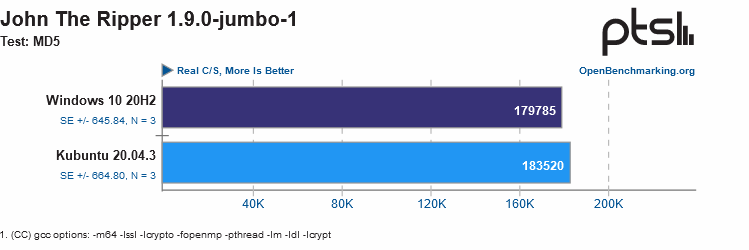 John The Ripper 1.9.0-jumbo-1
Test: MD5
pts
Real C/S, More Is Better
OpenBenchmarking.org
Windows 10 20H2
179785
SE +/- 645.84, N = 3
Kubuntu 20.04.3
183520
SE +/- 664.80, N = 3
40K 80K 120K 160K 200K
1. (CC) gcc options: -m64 -lssl -lcrypto -fopenmp -pthread -lm -ldl -lcrypt